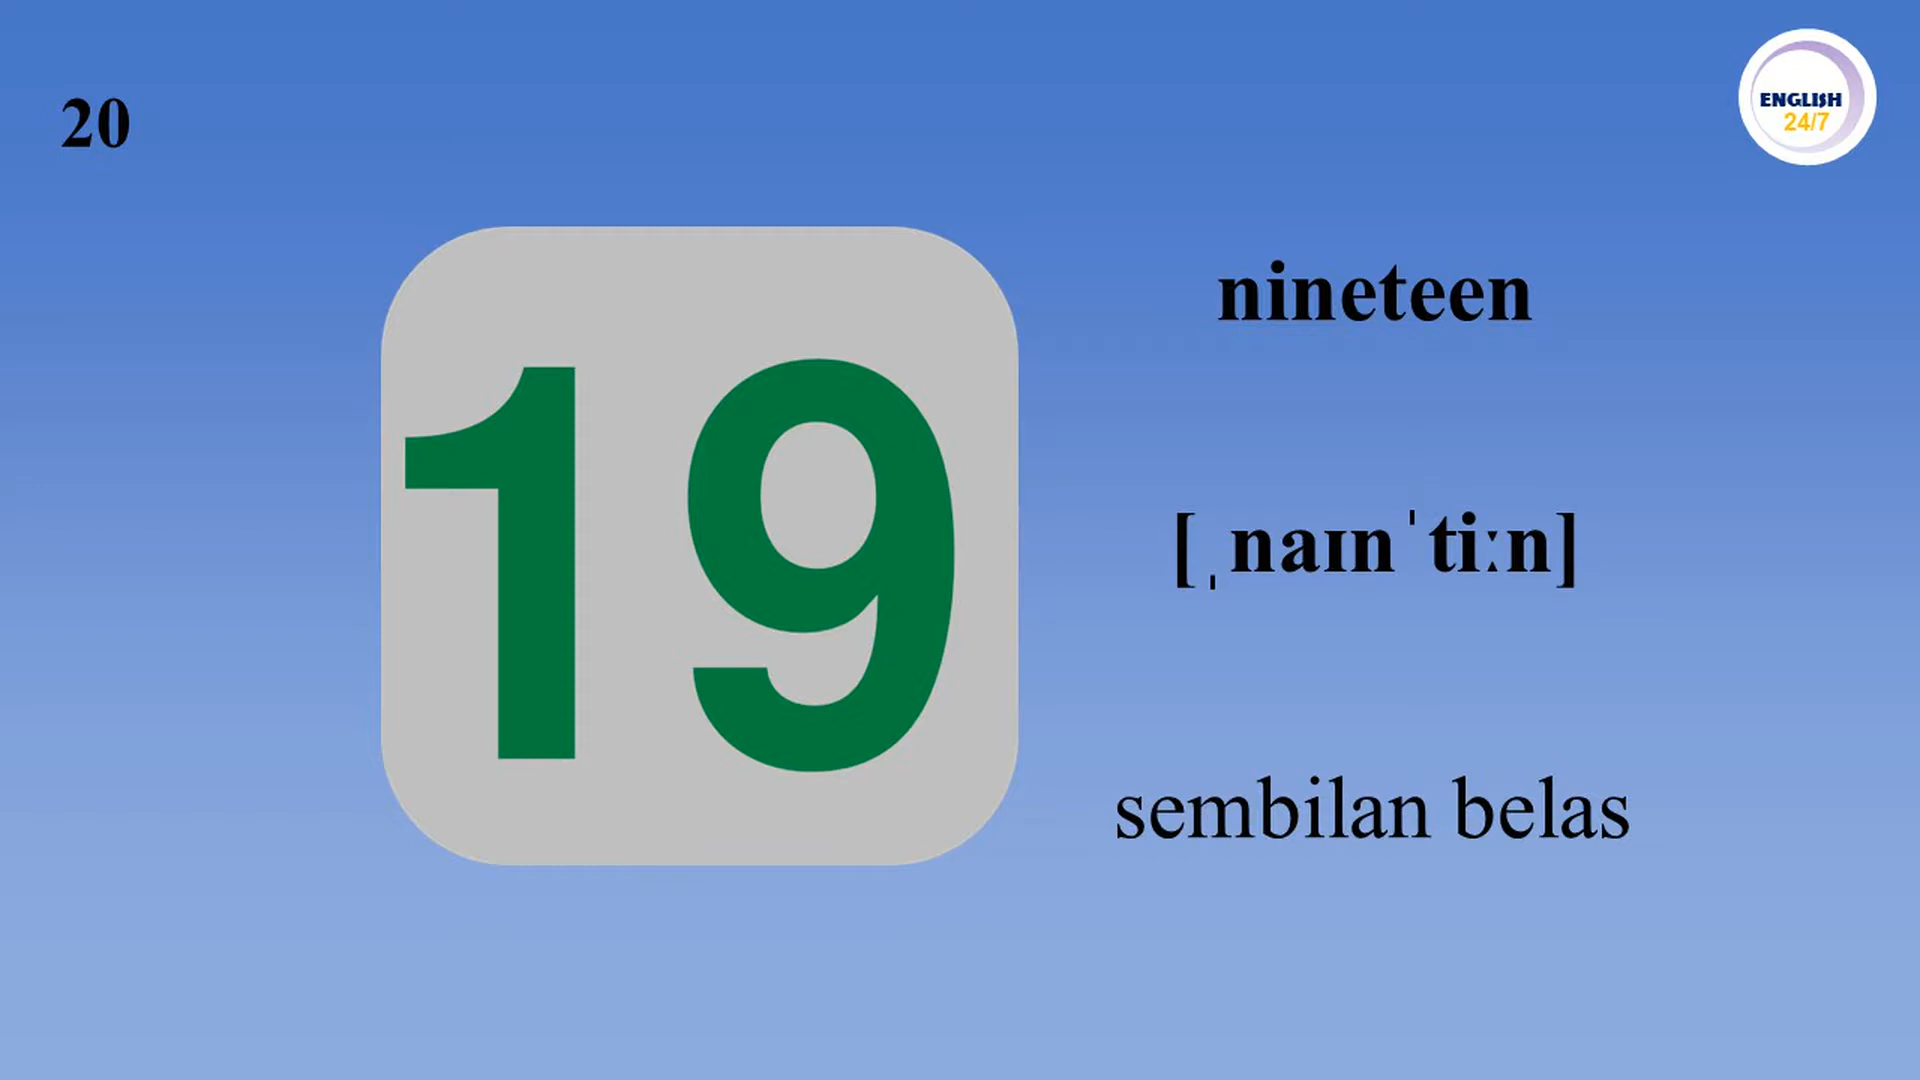 20
ENGLISH
24/7
19
nineteen
[ˌnaɪnˈtiːn]
sembilan belas